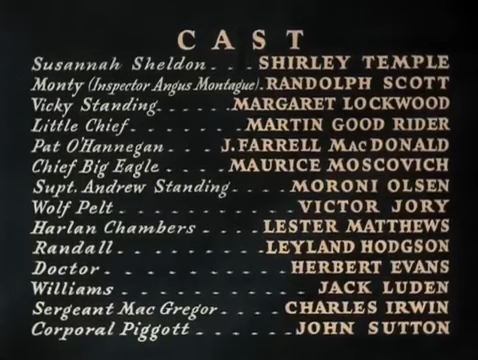 CAST
Susannah Sheldon. . . SHIRLEY TEMPLE
Monty (Inspector Angus Montague). RANDOLPH SCOTT
Vicky Standing. . . . . . MARGARET LOCKWOOD
Little Chief. . . . . . . . MARTIN GOOD RIDER
Pat O'Hannegan. . . . J. FARRELL MACDONALD
Chief Big Eagle. . . . . MAURICE MOSCOVICH
Supt. Andrew Standing. . . . . MORONI OLSEN
Wolf Pelt. . . . . . . . . . . . VICTOR JORY
Harlan Chambers. . . . . LESTER MATTHEWS
Randall. . . . . . . . . . LEYLAND HODGSON
Doctor. . . . . . . . . . . . HERBERT EVANS
Williams. . . . . . . . . . . . . JACK LUDEN
Sergeant Mac Gregor. . . . . CHARLES IRWIN
Corporal Piggott. . . . . . . JOHN SUTTON